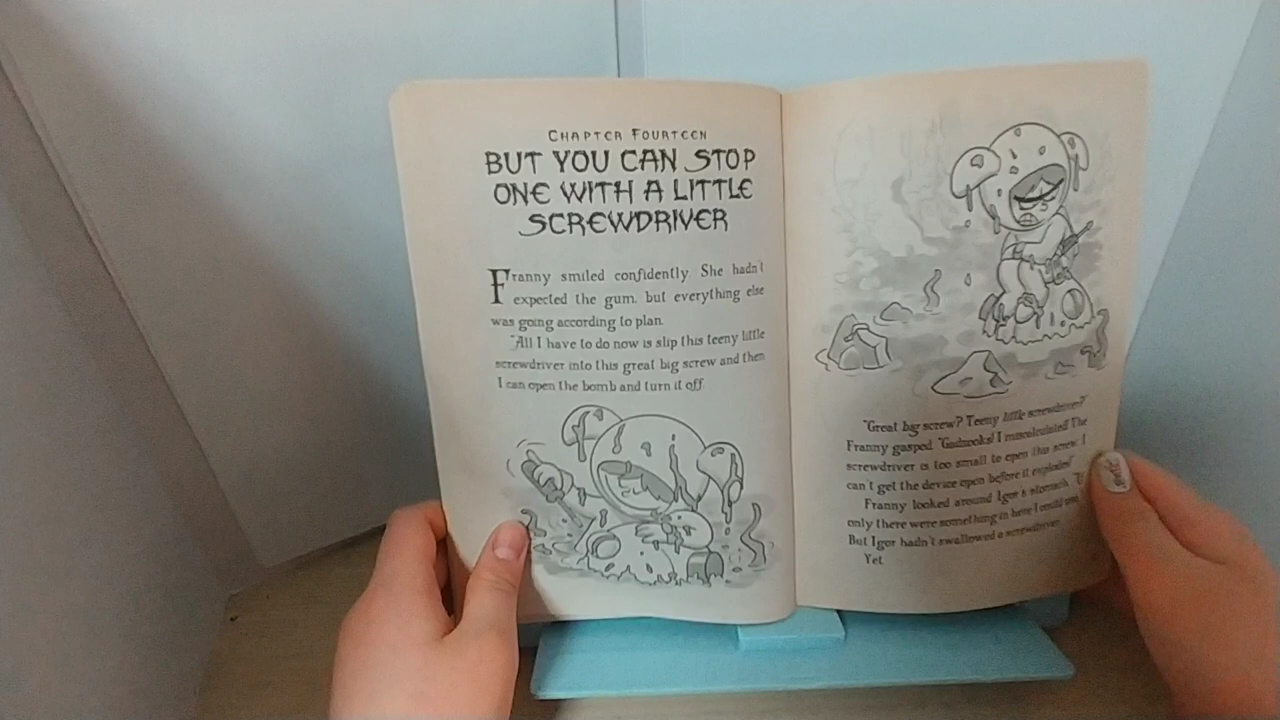 CHAPTER FOURTEEN
BUT YOU CAN STOP
ONE WITH A LITTLE
SCREWDRIVER
Franny smiled confidently. She hadn't
expected the gum, but everything else
was going according to plan.
"All I have to do now is slip this teeny little
screwdriver into this great big screw and then
I can open the bomb and turn it off.
"Great big screw? Teeny little screwdriver?"
Franny gasped. "Gadzooks! I miscalculated! The
screwdriver is too small to open this screw. I
can't get the device open before it explodes!"
Franny looked around Igor's stomach. "If
only there were something in here I could use.
But Igor hadn't swallowed a screwdriver.
Yet.